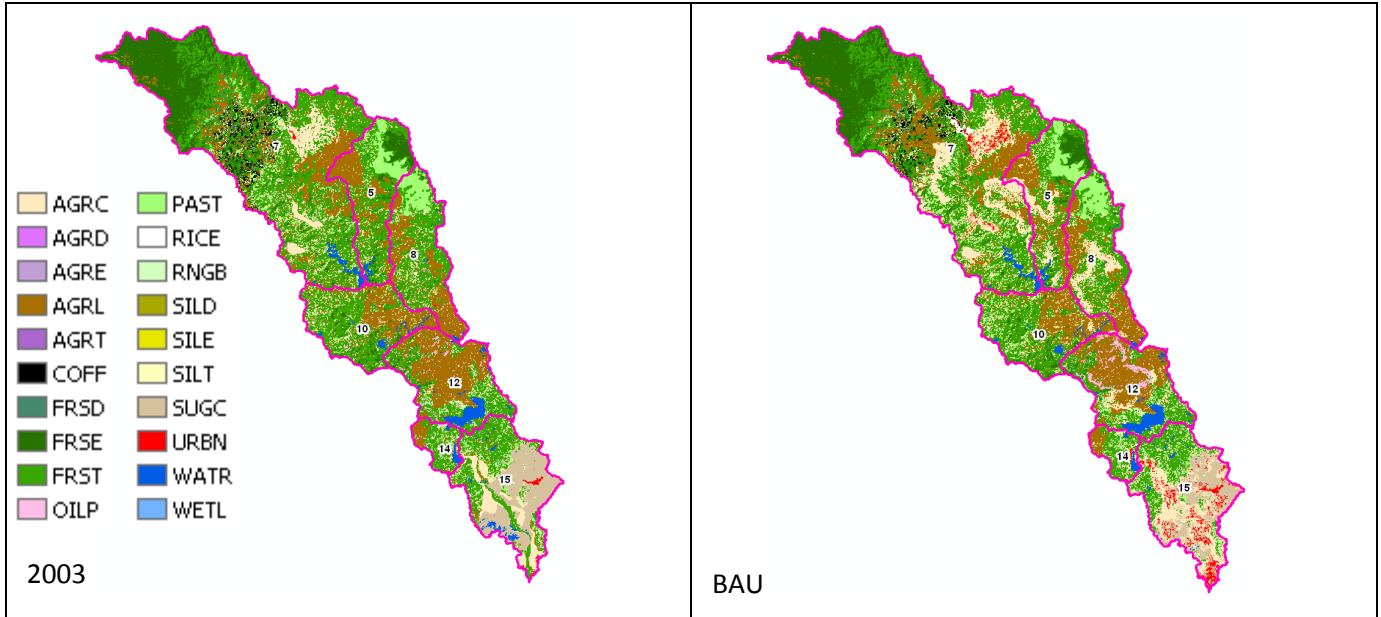 AGRC PAST
AGRD RICE
AGRE RNGB
AGRL SILD
AGRT SILE
COFF SILT
FRSD SUGC
FRSE URBN
FRST WATR
OILP WETL
7
5
8
10
12
14
15
2003
7
5
8
10
12
14
15
BAU